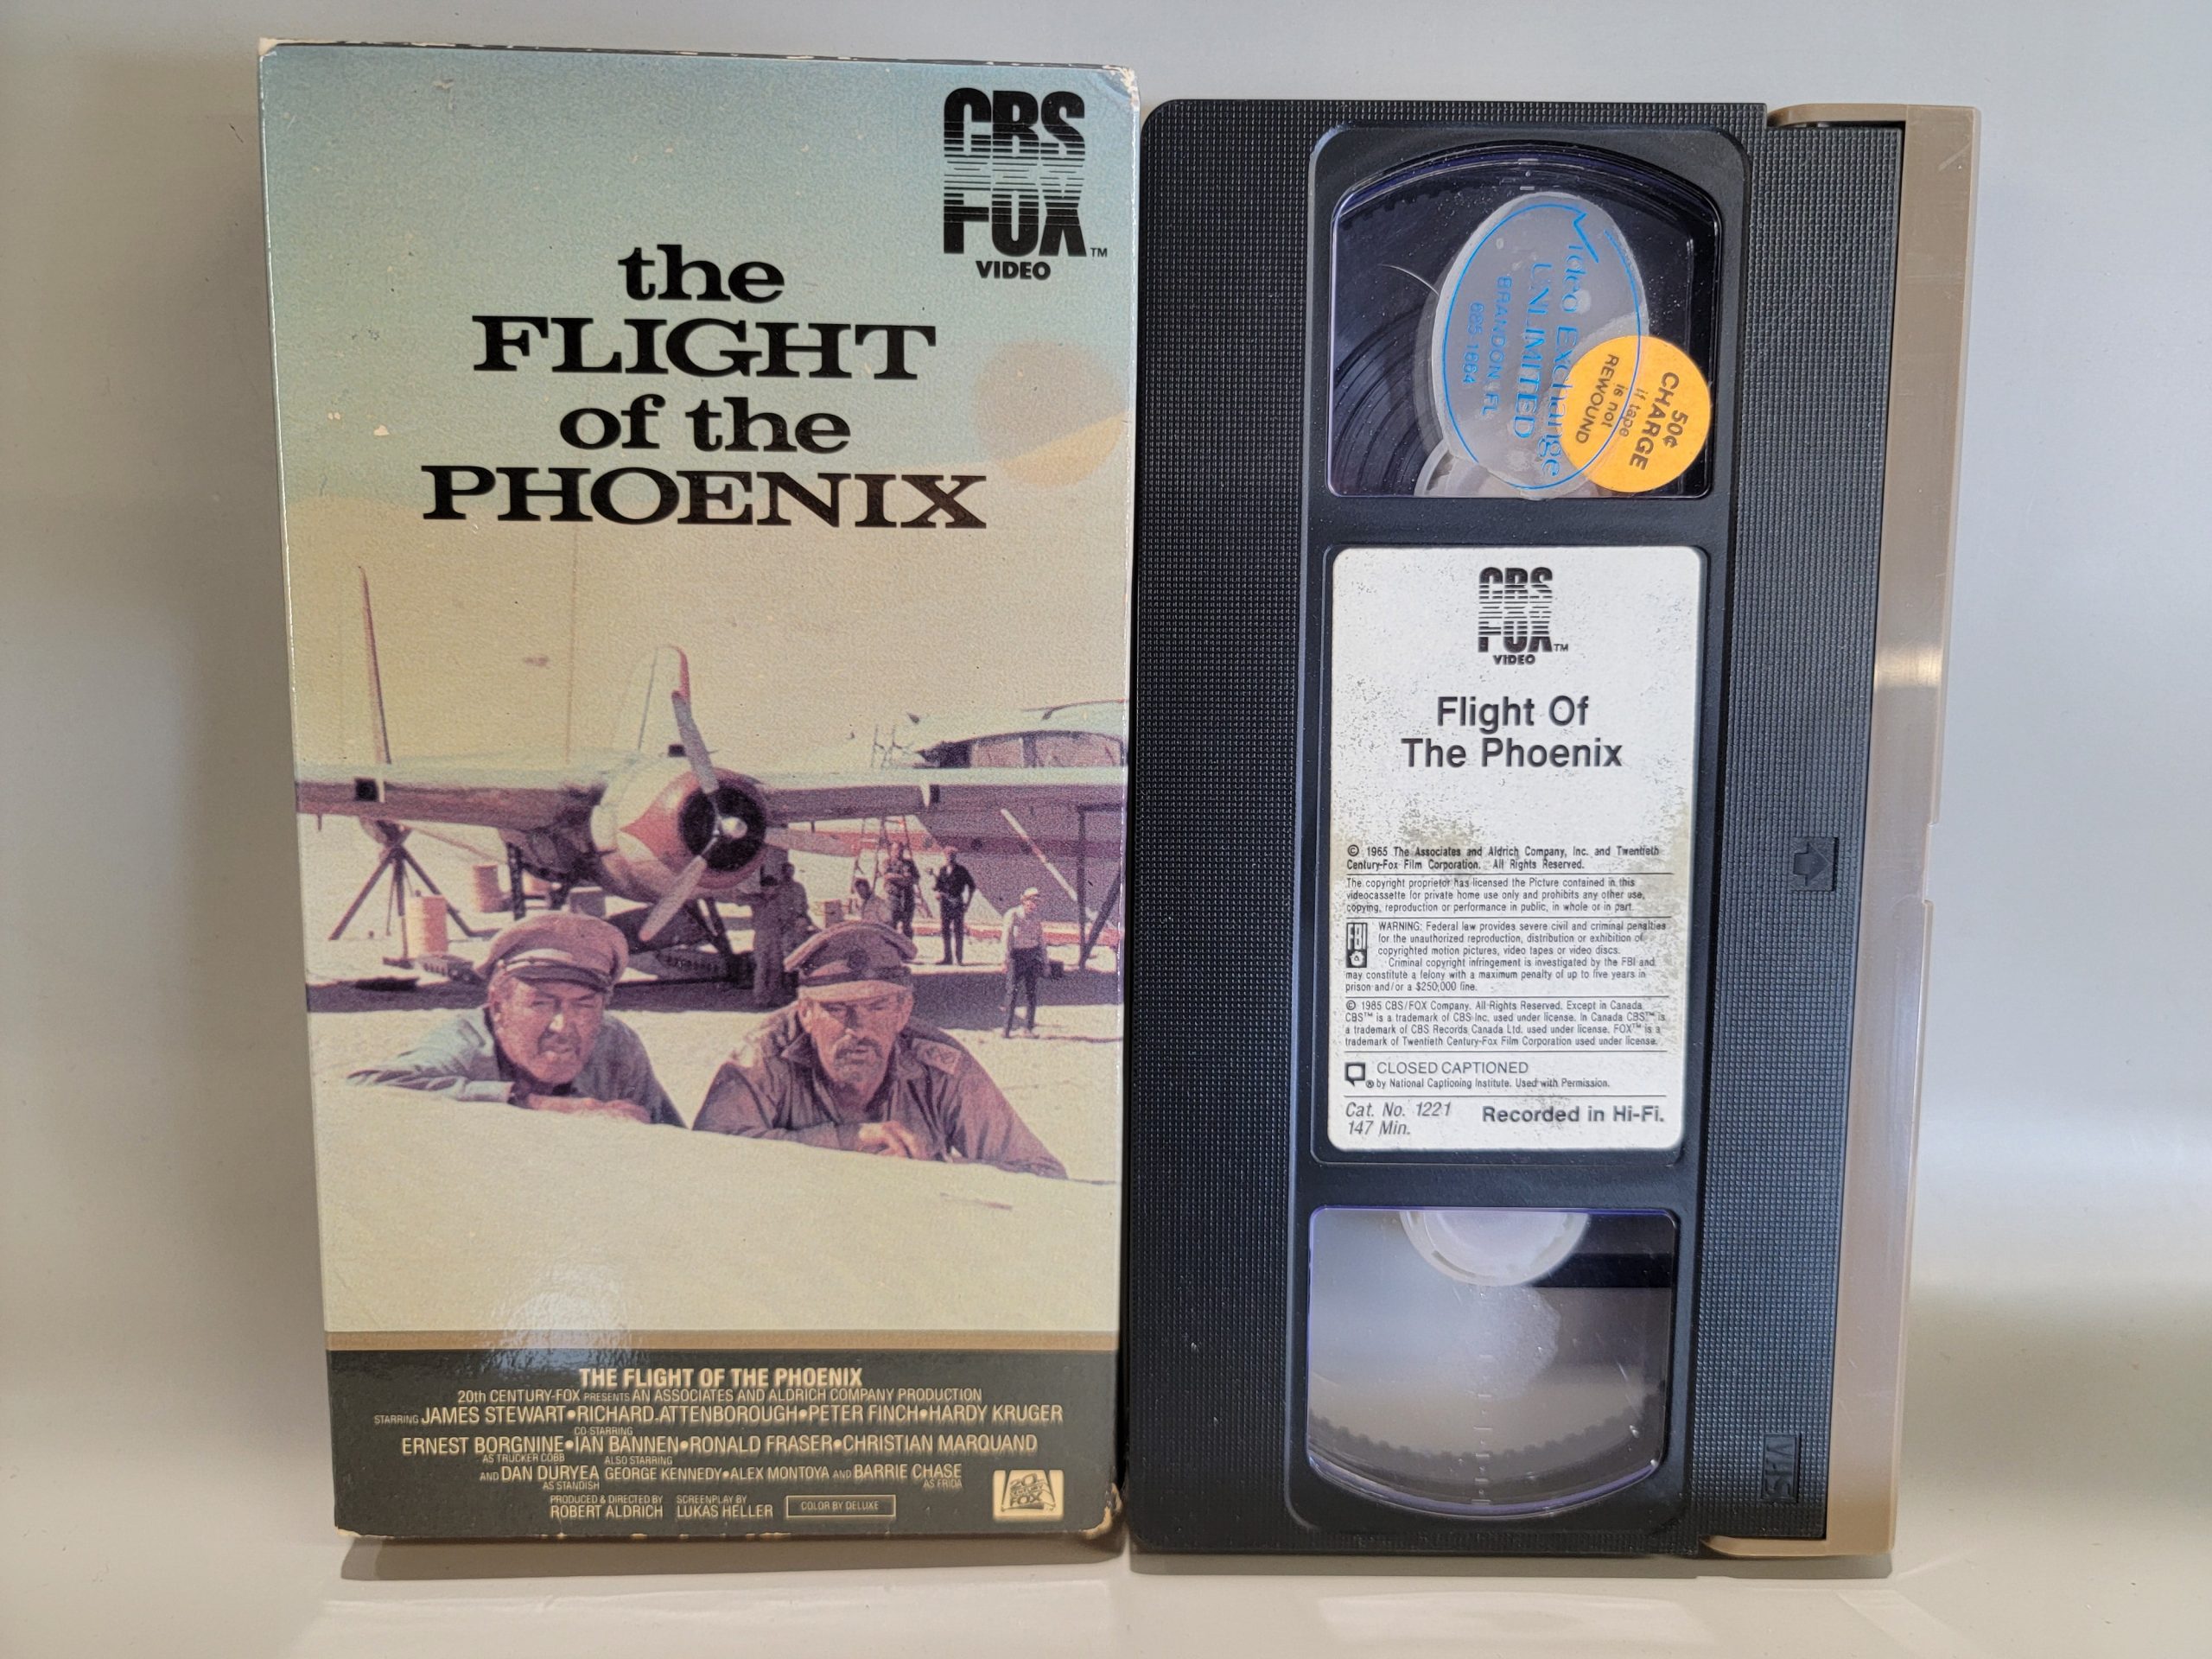 CBS
FOX™
VIDEO
the
FLIGHT
of the
PHOENIX
THE FLIGHT OF THE PHOENIX
20th CENTURY-FOX PRESENTS AN ASSOCIATES AND ALDRICH COMPANY PRODUCTION
STARRING JAMES STEWART•RICHARD ATTENBOROUGH•PETER FINCH•HARDY KRUGER
CO-STARRING
ERNEST BORGNINE•IAN BANNEN•RONALD FRASER•CHRISTIAN MARQUAND
AS TRUCKER COBB ALSO STARRING
AND DAN DURYEA GEORGE KENNEDY•ALEX MONTOYA AND BARRIE CHASE
AS STANDISH AS FRIDA
PRODUCED & DIRECTED BY SCREENPLAY BY
ROBERT ALDRICH LUKAS HELLER COLOR BY DELUXE
20
CENTURY
FOX
Video Exchange
UNLIMITED
BRANDON, FL
685-1664
50¢
CHARGE
if tape
is not
REWOUND
CBS
FOX™
VIDEO
Flight Of
The Phoenix
© 1965 The Associates and Aldrich Company, Inc. and Twentieth
Century-Fox Film Corporation. All Rights Reserved.
The copyright proprietor has licensed the Picture contained in this
videocassette for private home use only and prohibits any other use,
copying, reproduction or performance in public, in whole or in part.
FBI WARNING: Federal law provides severe civil and criminal penalties
for the unauthorized reproduction, distribution or exhibition of
copyrighted motion pictures, video tapes or video discs.
Criminal copyright infringement is investigated by the FBI and
may constitute a felony with a maximum penalty of up to five years in
prison and/or a $250,000 fine.
© 1985 CBS/FOX Company. All Rights Reserved. Except in Canada
CBS™ is a trademark of CBS Inc. used under license. In Canada CBS™ is
a trademark of CBS Records Canada Ltd. used under license. FOX™ is a
trademark of Twentieth Century-Fox Film Corporation used under license.
CLOSED CAPTIONED
® by National Captioning Institute. Used with Permission.
Cat. No. 1221 Recorded in Hi-Fi.
147 Min.
VHS